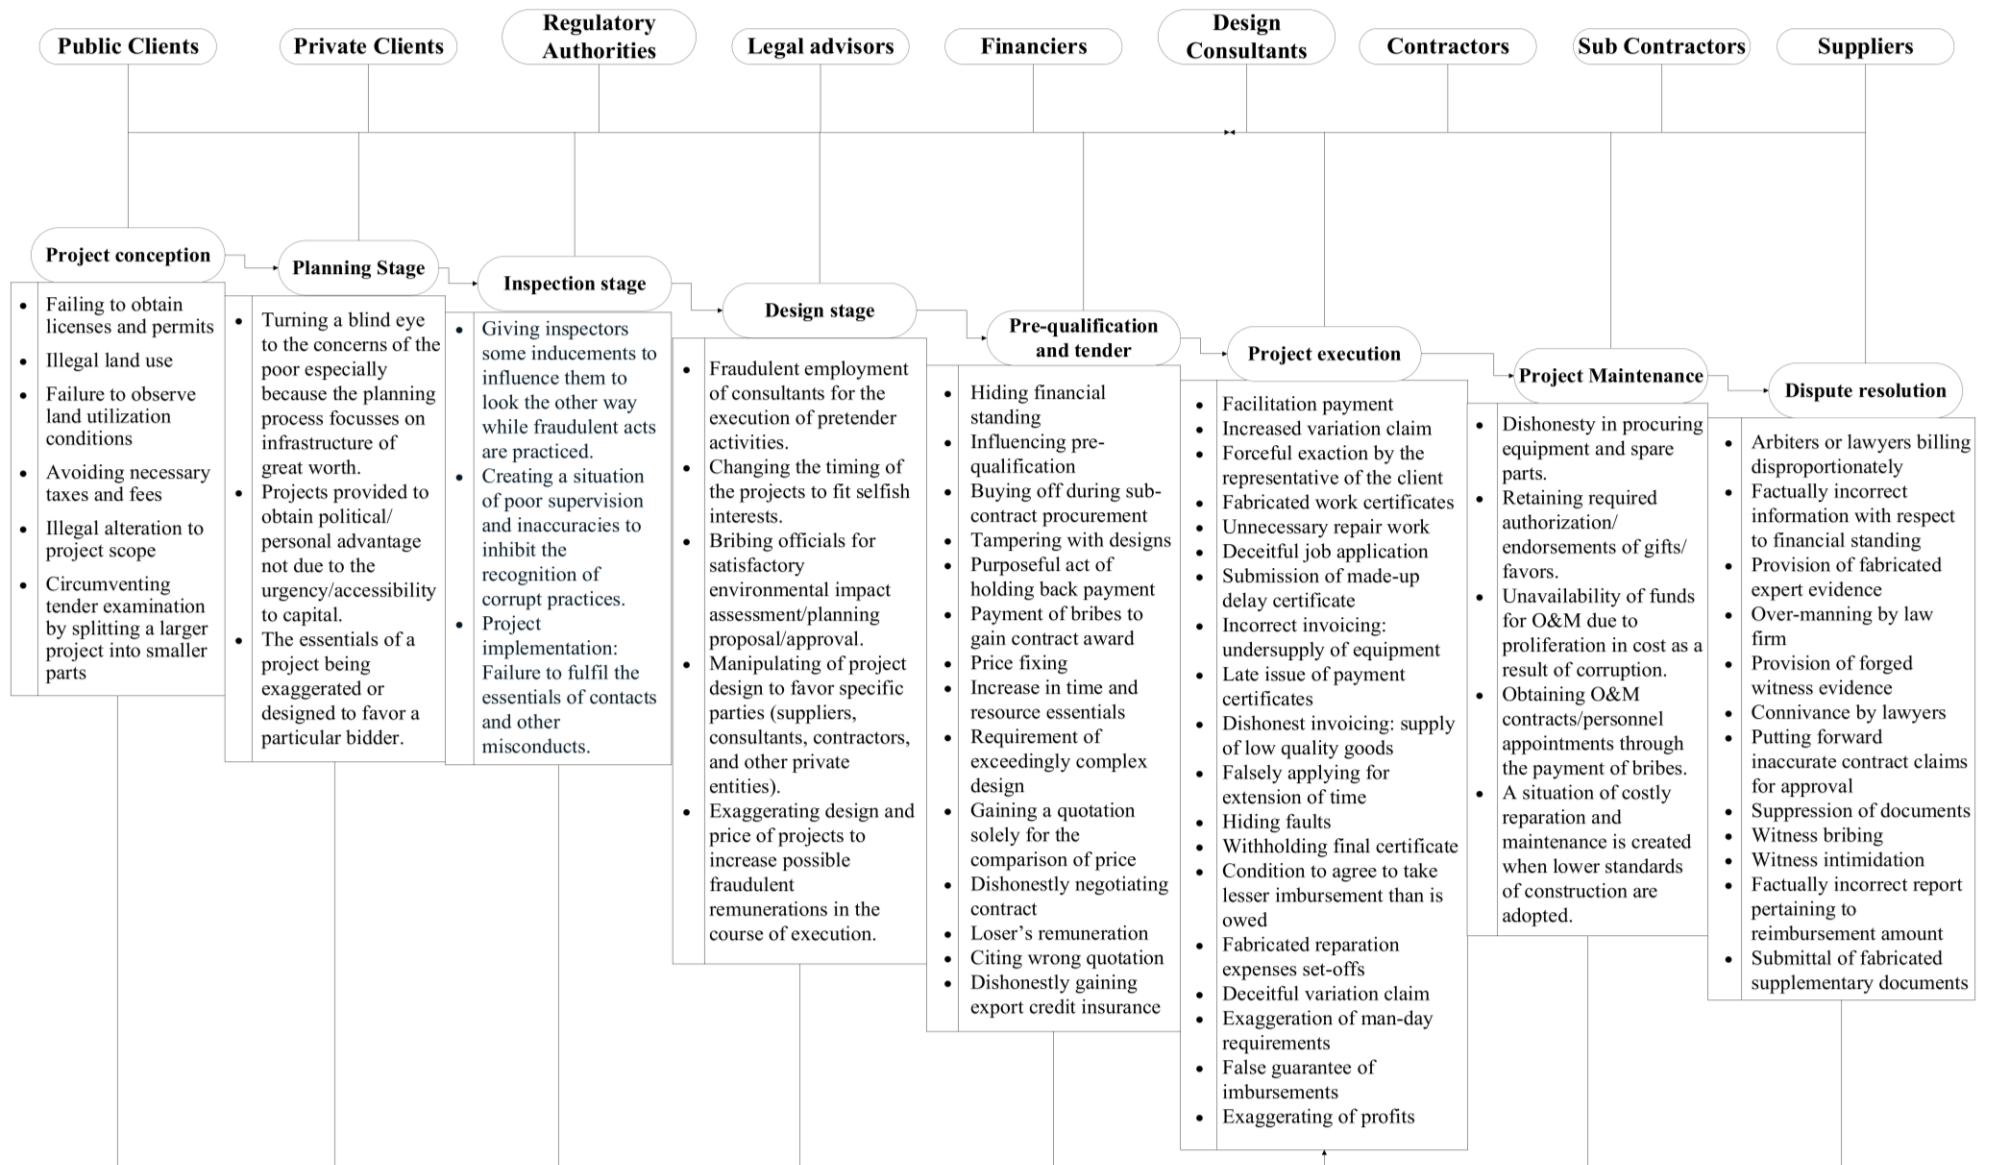 Public Clients
Private Clients
Regulatory
Authorities
Legal advisors
Financiers
Design
Consultants
Contractors
Sub Contractors
Suppliers
Project conception
• Failing to obtain
licenses and permits
• Illegal land use
• Failure to observe
land utilization
conditions
• Avoiding necessary
taxes and fees
• Illegal alteration to
project scope
• Circumventing
tender examination
by splitting a larger
project into smaller
parts
Planning Stage
• Turning a blind eye
to the concerns of the
poor especially
because the planning
process focusses on
infrastructure of
great worth.
• Projects provided to
obtain political/
personal advantage
not due to the
urgency/accessibility
to capital.
• The essentials of a
project being
exaggerated or
designed to favor a
particular bidder.
Inspection stage
• Giving inspectors
some inducements to
influence them to
look the other way
while fraudulent acts
are practiced.
• Creating a situation
of poor supervision
and inaccuracies to
inhibit the
recognition of
corrupt practices.
• Project
implementation:
Failure to fulfil the
essentials of contacts
and other
misconducts.
Design stage
• Fraudulent employment
of consultants for the
execution of pretender
activities.
• Changing the timing of
the projects to fit selfish
interests.
• Bribing officials for
satisfactory
environmental impact
assessment/planning
proposal/approval.
• Manipulating of project
design to favor specific
parties (suppliers,
consultants, contractors,
and other private
entities).
• Exaggerating design and
price of projects to
increase possible
fraudulent
remunerations in the
course of execution.
Pre-qualification
and tender
• Hiding financial
standing
• Influencing pre-
qualification
• Buying off during sub-
contract procurement
• Tampering with designs
• Purposeful act of
holding back payment
• Payment of bribes to
gain contract award
• Price fixing
• Increase in time and
resource essentials
• Requirement of
exceedingly complex
design
• Gaining a quotation
solely for the
comparison of price
• Dishonestly negotiating
contract
• Loser’s remuneration
• Citing wrong quotation
• Dishonestly gaining
export credit insurance
Project execution
• Facilitation payment
• Increased variation claim
• Forceful exaction by the
representative of the client
• Fabricated work certificates
• Unnecessary repair work
• Deceitful job application
• Submission of made-up
delay certificate
• Incorrect invoicing:
undersupply of equipment
• Late issue of payment
certificates
• Dishonest invoicing: supply
of low quality goods
• Falsely applying for
extension of time
• Hiding faults
• Withholding final certificate
• Condition to agree to take
lesser imbursement than is
owed
• Fabricated reparation
expenses set-offs
• Deceitful variation claim
• Exaggeration of man-day
requirements
• False guarantee of
imbursements
• Exaggerating of profits
Project Maintenance
• Dishonesty in procuring
equipment and spare
parts.
• Retaining required
authorization/
endorsements of gifts/
favors.
• Unavailability of funds
for O&M due to
proliferation in cost as a
result of corruption.
• Obtaining O&M
contracts/personnel
appointments through
the payment of bribes.
• A situation of costly
reparation and
maintenance is created
when lower standards
of construction are
adopted.
Dispute resolution
• Arbiters or lawyers billing
disproportionately
• Factually incorrect
information with respect
to financial standing
• Provision of fabricated
expert evidence
• Over-manning by law
firm
• Provision of forged
witness evidence
• Connivance by lawyers
• Putting forward
inaccurate contract claims
for approval
• Suppression of documents
• Witness bribing
• Witness intimidation
• Factually incorrect report
pertaining to
reimbursement amount
• Submittal of fabricated
supplementary documents